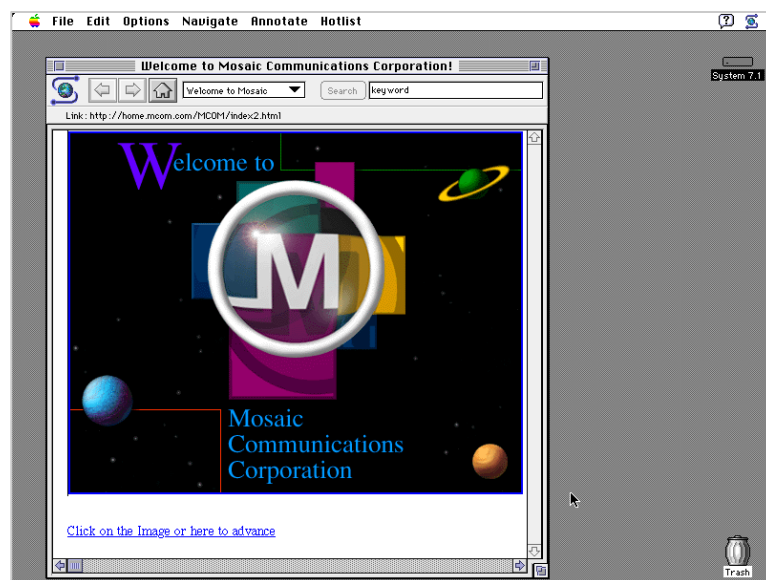 File Edit Options Navigate Annotate Hotlist
Welcome to Mosaic Communications Corporation!
System 7.1
Welcome to Mosaic Search keyword
Link: http://home.mcom.com/MCOM/index2.html
Welcome to
M
Mosaic
Communications
Corporation
Click on the Image or here to advance
Trash